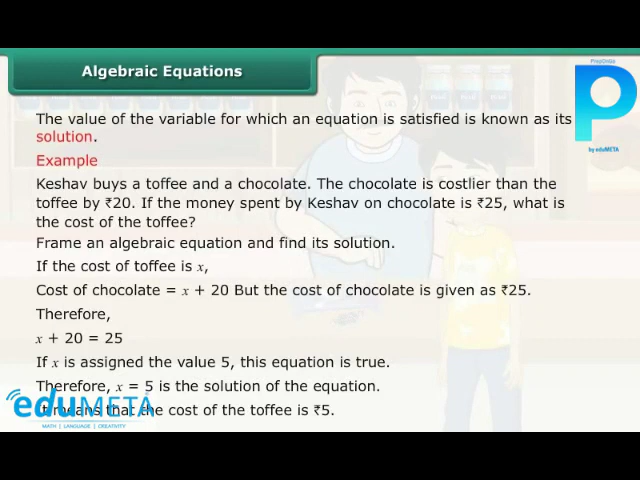 Algebraic Equations
PrepOnGo
P
by eduMETA
The value of the variable for which an equation is satisfied is known as its
solution.
Example
Keshav buys a toffee and a chocolate. The chocolate is costlier than the
toffee by ₹20. If the money spent by Keshav on chocolate is ₹25, what is
the cost of the toffee?
Frame an algebraic equation and find its solution.
If the cost of toffee is x,
Cost of chocolate = x + 20 But the cost of chocolate is given as ₹25.
Therefore,
x + 20 = 25
If x is assigned the value 5, this equation is true.
Therefore, x = 5 is the solution of the equation.
It means that the cost of the toffee is ₹5.
eduMETA
MATH | LANGUAGE | CREATIVITY